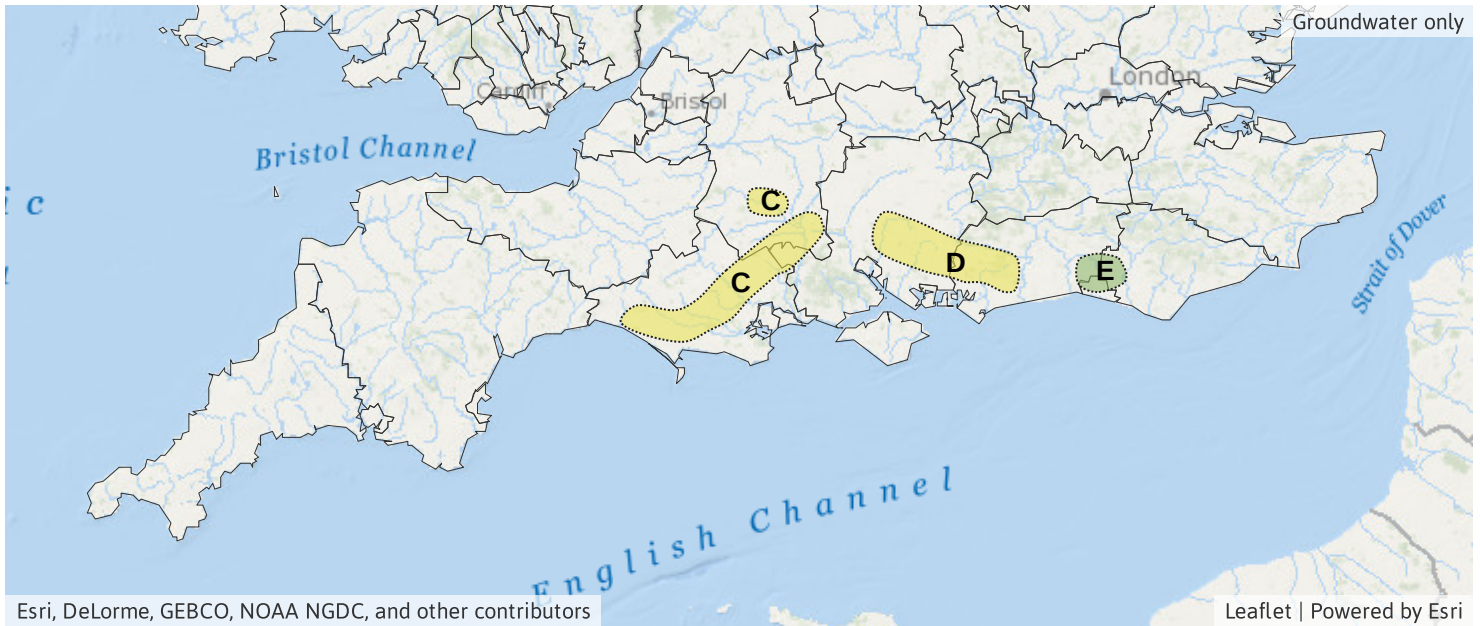 Groundwater only
London
Cardiff
Bristol
Bristol Channel
i c
C
Strait of Dover
D
E
C
l
English Channel
Esri, DeLorme, GEBCO, NOAA NGDC, and other contributors
Leaflet | Powered by Esri